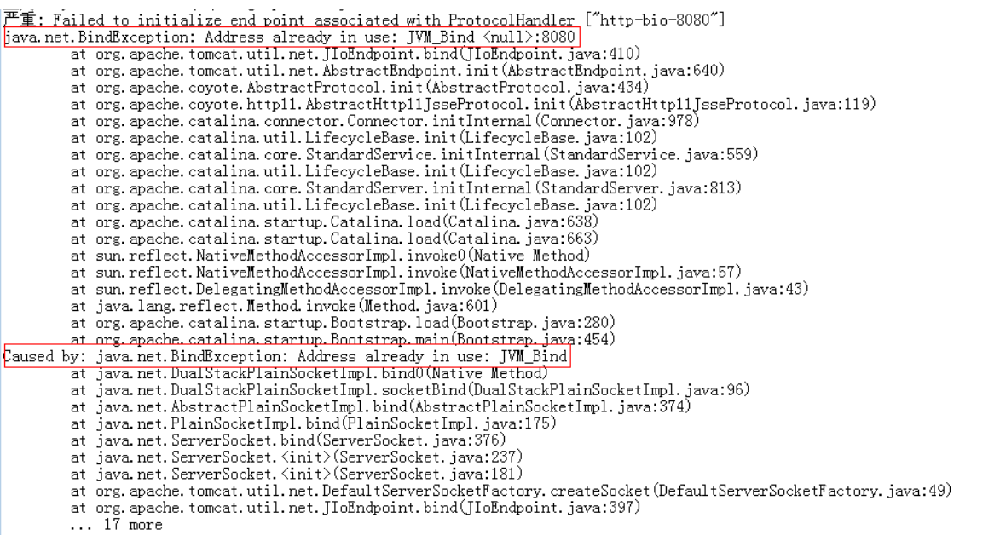 严重: Failed to initialize end point associated with ProtocolHandler ["http-bio-8080"]
java.net.BindException: Address already in use: JVM_Bind <null>:8080
at org.apache.tomcat.util.net.JIoEndpoint.bind(JIoEndpoint.java:410)
at org.apache.tomcat.util.net.AbstractEndpoint.init(AbstractEndpoint.java:640)
at org.apache.coyote.AbstractProtocol.init(AbstractProtocol.java:434)
at org.apache.coyote.http11.AbstractHttp11JsseProtocol.init(AbstractHttp11JsseProtocol.java:119)
at org.apache.catalina.connector.Connector.initInternal(Connector.java:978)
at org.apache.catalina.util.LifecycleBase.init(LifecycleBase.java:102)
at org.apache.catalina.core.StandardService.initInternal(StandardService.java:559)
at org.apache.catalina.util.LifecycleBase.init(LifecycleBase.java:102)
at org.apache.catalina.core.StandardServer.initInternal(StandardServer.java:813)
at org.apache.catalina.util.LifecycleBase.init(LifecycleBase.java:102)
at org.apache.catalina.startup.Catalina.load(Catalina.java:638)
at org.apache.catalina.startup.Catalina.load(Catalina.java:663)
at sun.reflect.NativeMethodAccessorImpl.invoke0(Native Method)
at sun.reflect.NativeMethodAccessorImpl.invoke(NativeMethodAccessorImpl.java:57)
at sun.reflect.DelegatingMethodAccessorImpl.invoke(DelegatingMethodAccessorImpl.java:43)
at java.lang.reflect.Method.invoke(Method.java:601)
at org.apache.catalina.startup.Bootstrap.load(Bootstrap.java:280)
at org.apache.catalina.startup.Bootstrap.main(Bootstrap.java:454)
Caused by: java.net.BindException: Address already in use: JVM_Bind
at java.net.DualStackPlainSocketImpl.bind0(Native Method)
at java.net.DualStackPlainSocketImpl.socketBind(DualStackPlainSocketImpl.java:96)
at java.net.AbstractPlainSocketImpl.bind(AbstractPlainSocketImpl.java:374)
at java.net.PlainSocketImpl.bind(PlainSocketImpl.java:175)
at java.net.ServerSocket.bind(ServerSocket.java:376)
at java.net.ServerSocket.<init>(ServerSocket.java:237)
at java.net.ServerSocket.<init>(ServerSocket.java:181)
at org.apache.tomcat.util.net.DefaultServerSocketFactory.createSocket(DefaultServerSocketFactory.java:49)
at org.apache.tomcat.util.net.JIoEndpoint.bind(JIoEndpoint.java:397)
... 17 more